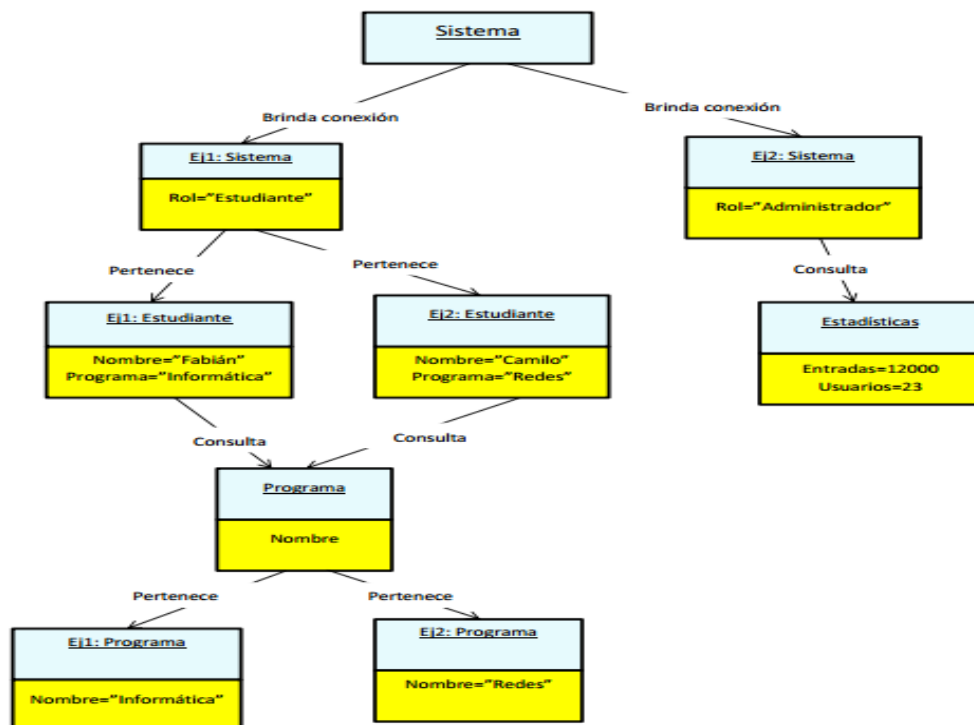 Sistema
Brinda conexión
Brinda conexión
Ej1: Sistema
Rol=”Estudiante”
Ej2: Sistema
Rol=”Administrador”
Pertenece
Pertenece
Consulta
Ej1: Estudiante
Nombre=”Fabián”
Programa=”Informática”
Ej2: Estudiante
Nombre=”Camilo”
Programa=”Redes”
Estadísticas
Entradas=12000
Usuarios=23
Consulta
Consulta
Programa
Nombre
Pertenece
Pertenece
Ej1: Programa
Nombre=”Informática”
Ej2: Programa
Nombre=”Redes”